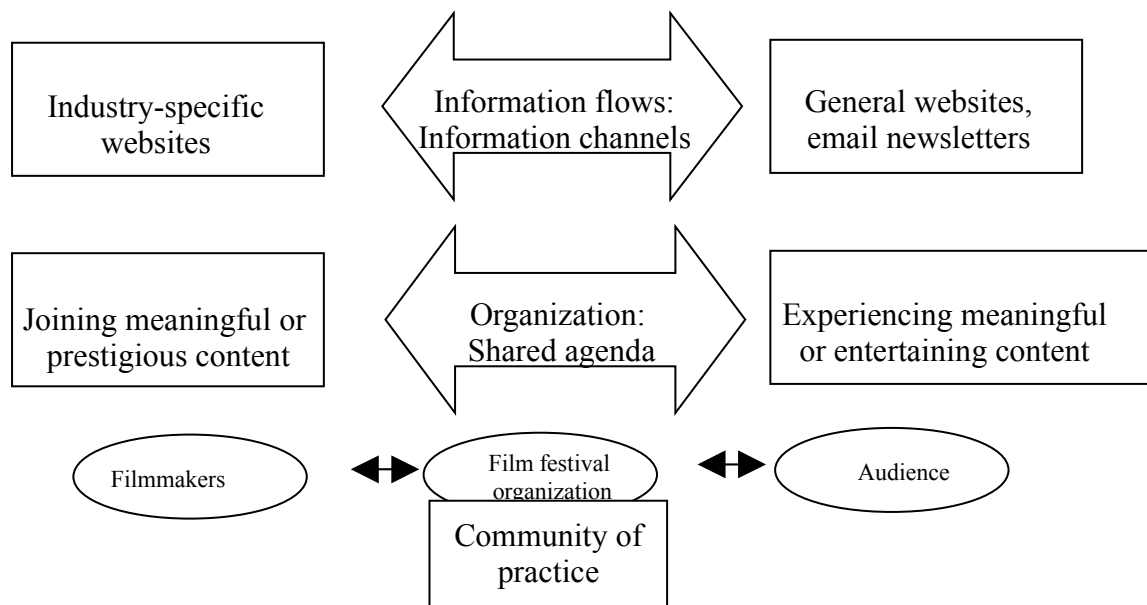 Industry-specific
websites
Information flows:
Information channels
General websites,
email newsletters
Joining meaningful or
prestigious content
Organization:
Shared agenda
Experiencing meaningful
or entertaining content
Filmmakers
Film festival
organization
Audience
Community of
practice